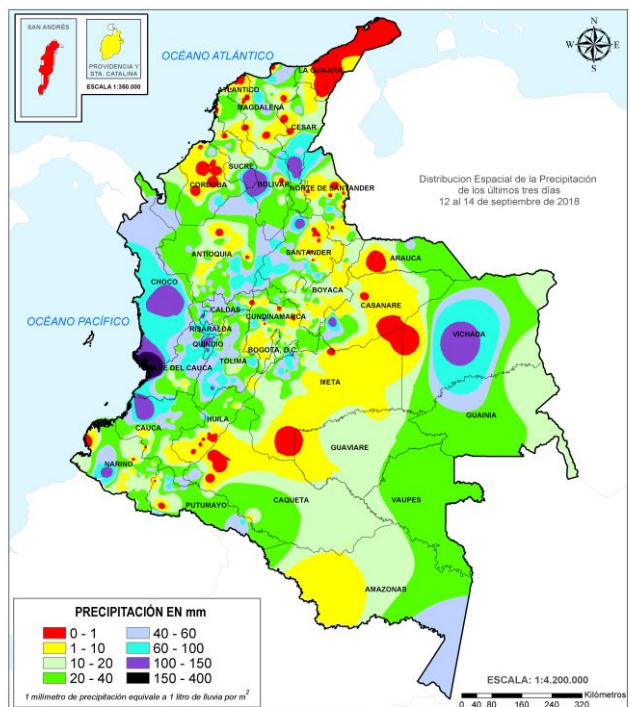 SAN ANDRÉS
PROVIDENCIA Y
STA. CATALINA
ESCALA 1:350.000
OCÉANO ATLÁNTICO
N
W
E
S
LA GUAJIRA
ATLANTICO
MAGDALENA
CESAR
SUCRE
BOLIVAR
CORDOBA
NORTE DE SANTANDER
Distribucion Espacial de la Precipitación
de los últimos tres días
12 al 14 de septiembre de 2018
ANTIOQUIA
SANTANDER
ARAUCA
CHOCO
BOYACA
CASANARE
OCÉANO PACÍFICO
CALDAS
CUNDINAMARCA
RISARALDA
VICHADA
QUINDIO
BOGOTA, D.C.
TOLIMA
VALLE DEL CAUCA
META
GUAINIA
CAUCA
HUILA
GUAVIARE
NARIÑO
CAQUETA
VAUPES
PUTUMAYO
AMAZONAS
PRECIPITACIÓN EN mm
0 - 1
40 - 60
1 - 10
60 - 100
10 - 20
100 - 150
20 - 40
150 - 400
1 milímetro de precipitación equivale a 1 litro de lluvia por m²
ESCALA: 1:4.200.000
Kilómetros
0 40 80 160 240 320